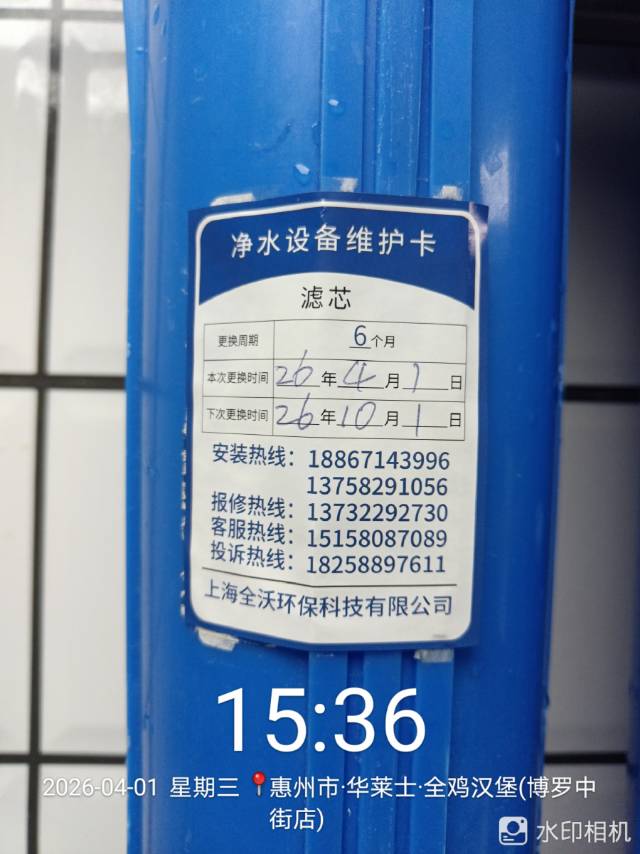 净水设备维护卡
滤芯
更换周期 6个月
本次更换时间 26年4月1日
下次更换时间 26年10月1日
安装热线：18867143996
13758291056
报修热线：13732292730
客服热线：15158087089
投诉热线：18258897611
上海全沃环保科技有限公司
15:36
2026-04-01 星期三 惠州市·华莱士·全鸡汉堡(博罗中
街店)
水印相机